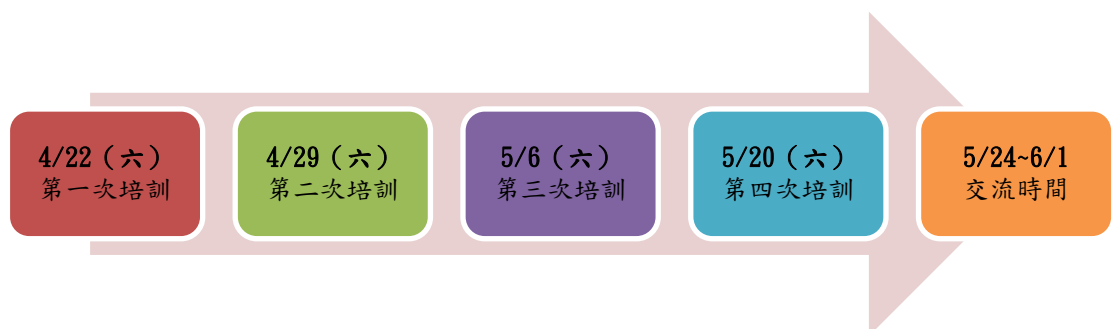 4/22（六）
第一次培訓
4/29（六）
第二次培訓
5/6（六）
第三次培訓
5/20（六）
第四次培訓
5/24~6/1
交流時間